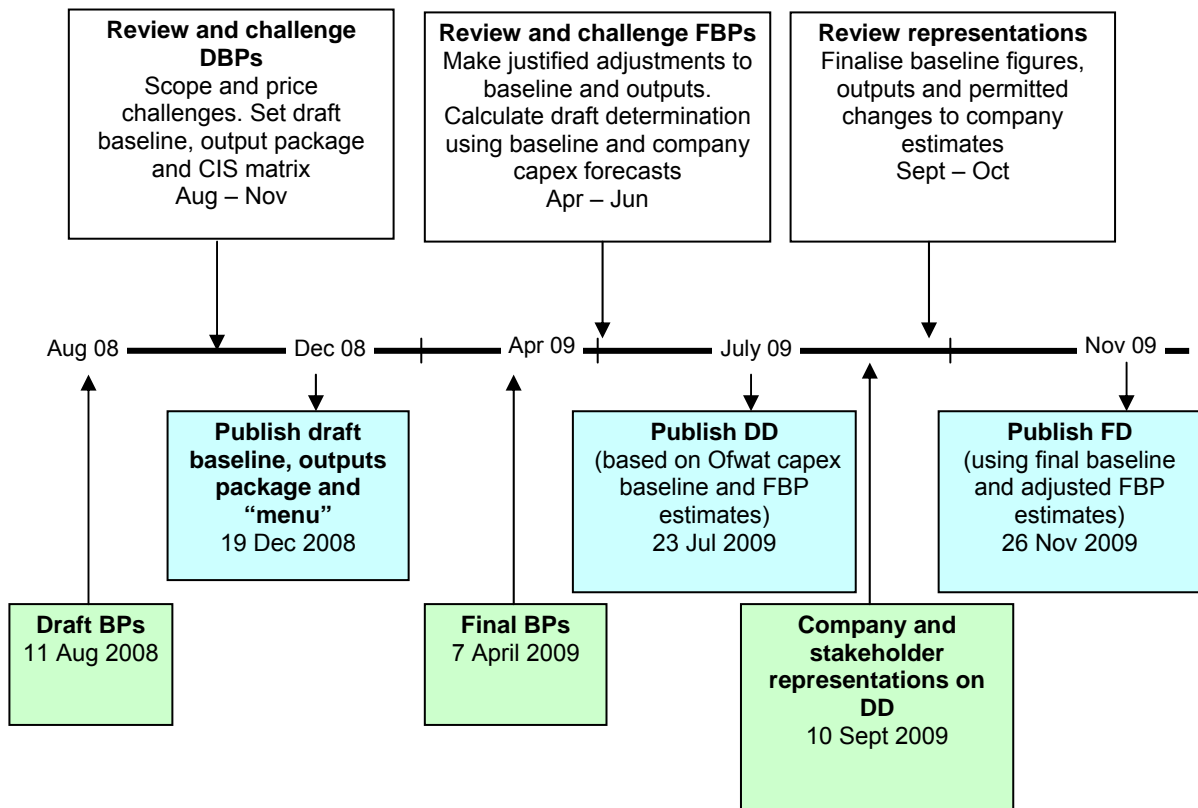 Review and challenge
DBPs
Scope and price
challenges. Set draft
baseline, output package
and CIS matrix
Aug – Nov
Review and challenge FBPs
Make justified adjustments to
baseline and outputs.
Calculate draft determination
using baseline and company
capex forecasts
Apr – Jun
Review representations
Finalise baseline figures,
outputs and permitted
changes to company
estimates
Sept – Oct
Aug 08
Dec 08
Apr 09
July 09
Nov 09
Publish draft
baseline, outputs
package and
“menu”
19 Dec 2008
Publish DD
(based on Ofwat capex
baseline and FBP
estimates)
23 Jul 2009
Publish FD
(using final baseline
and adjusted FBP
estimates)
26 Nov 2009
Draft BPs
11 Aug 2008
Final BPs
7 April 2009
Company and
stakeholder
representations on
DD
10 Sept 2009